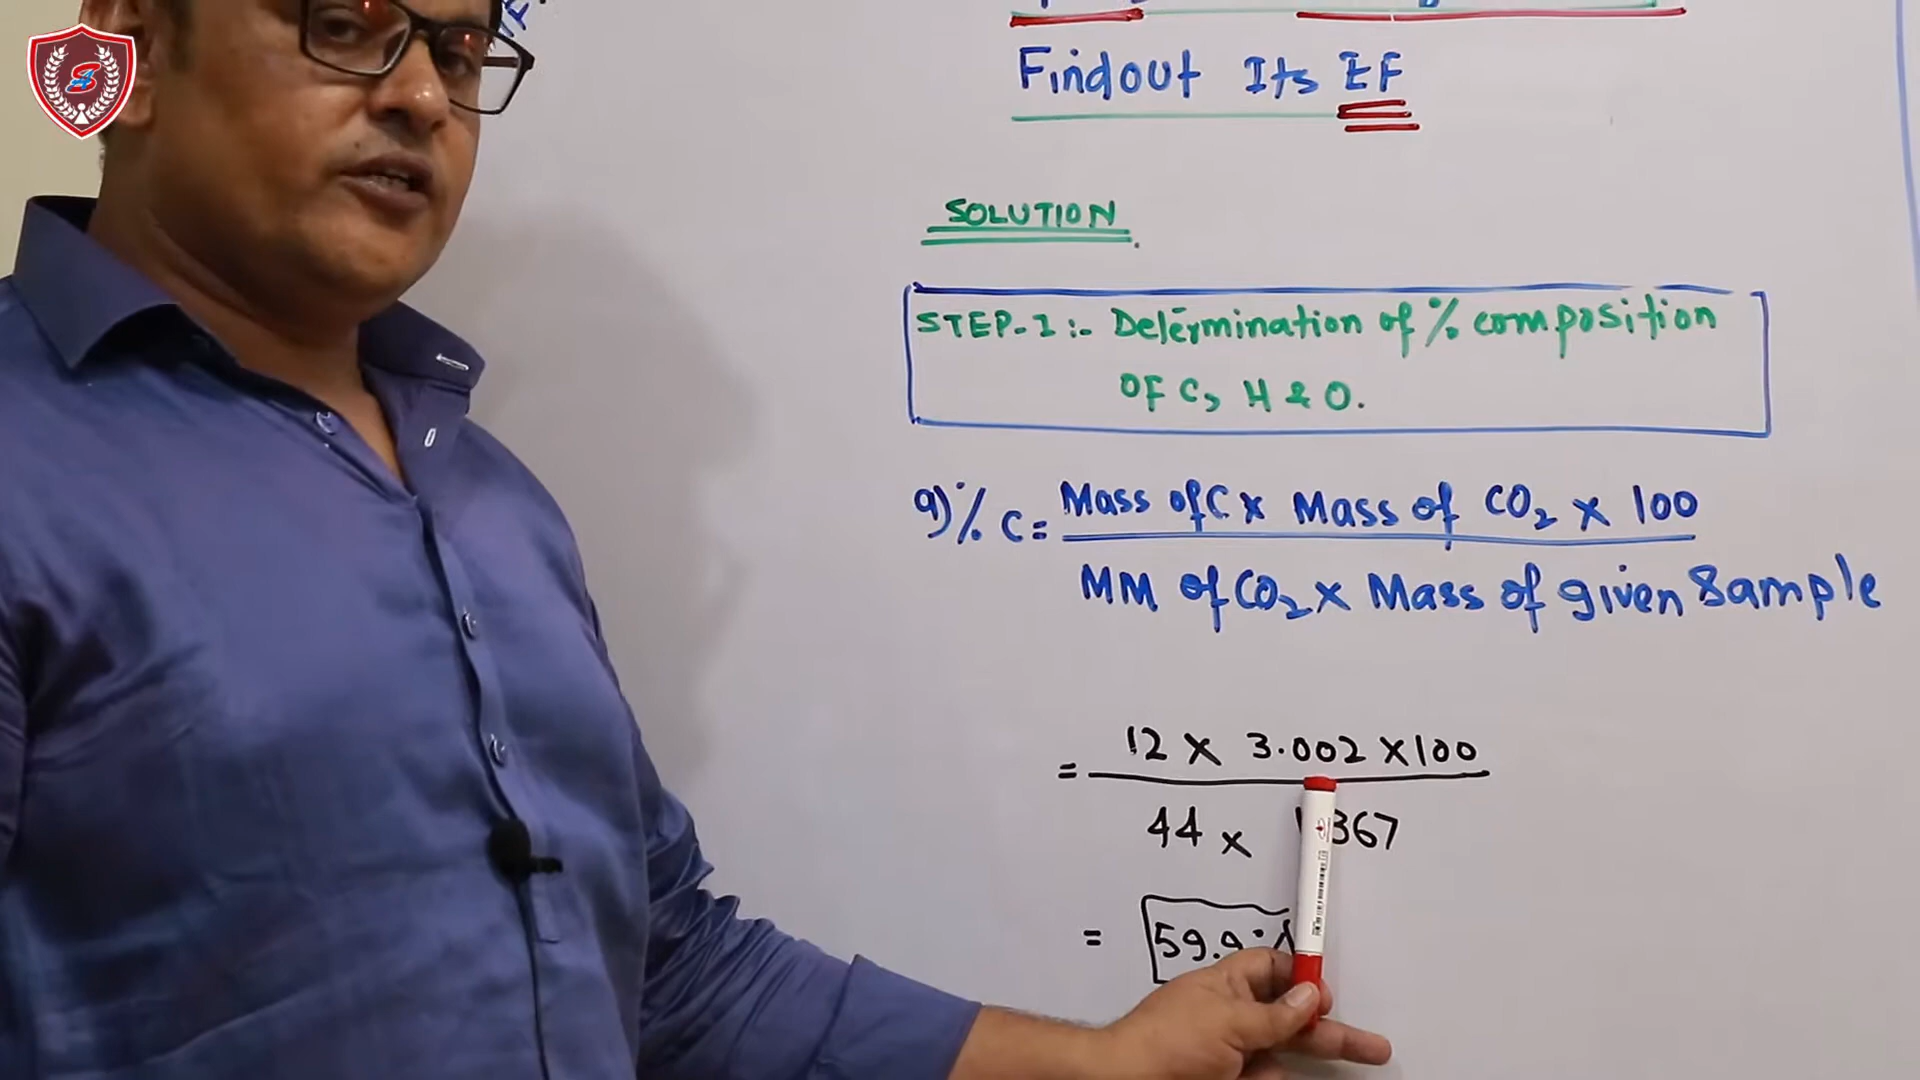 Findout Its EF
SOLUTION
STEP-I :- Determination of % composition
OF C, H & O.
a) % C = Mass of C x Mass of CO2 x 100
MM of CO2 x Mass of given Sample
= 12 x 3.002 x 100
44 x 367
= 59.9%